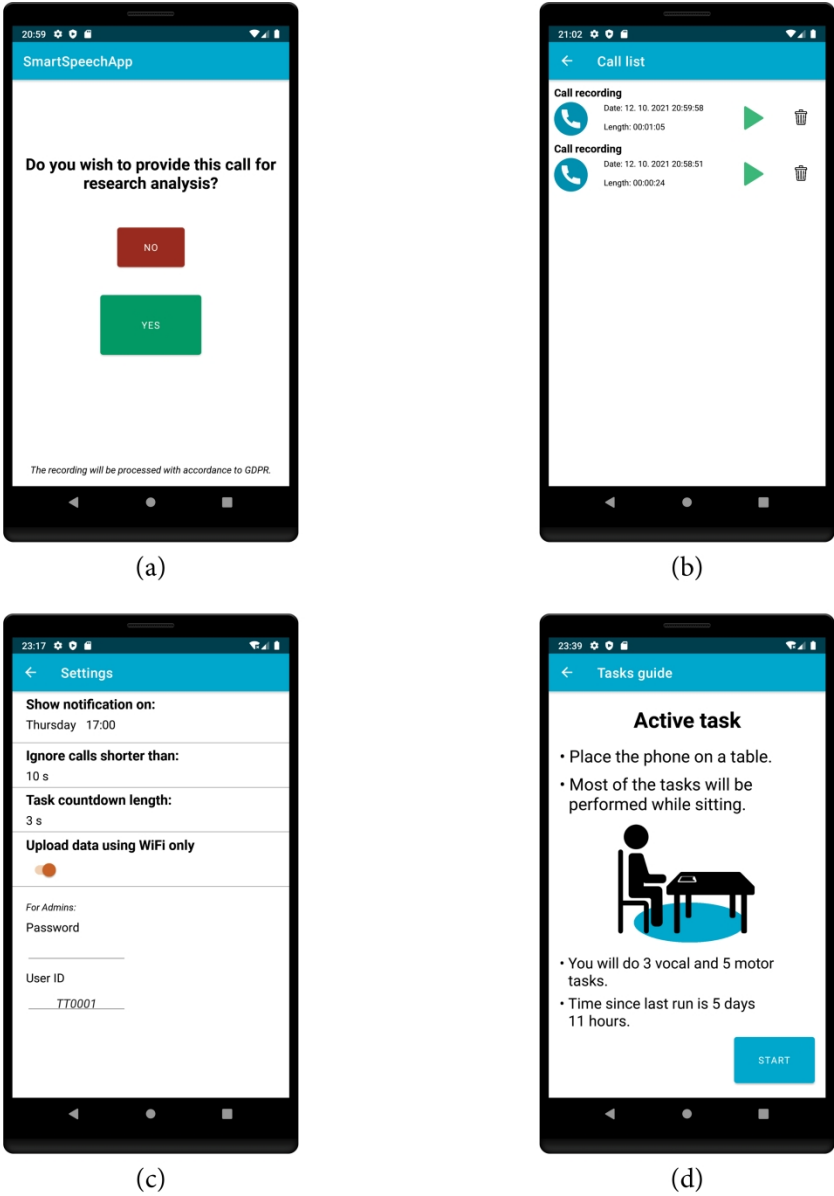 20:59
SmartSpeechApp
Do you wish to provide this call for
research analysis?
NO
YES
The recording will be processed with accordance to GDPR.
(a)
21:02
Call list
Call recording
Date: 12. 10. 2021 20:59:58
Length: 00:01:05
Call recording
Date: 12. 10. 2021 20:58:51
Length: 00:00:24
(b)
23:17
Settings
Show notification on:
Thursday 17:00
Ignore calls shorter than:
10 s
Task countdown length:
3 s
Upload data using WiFi only
For Admins:
Password
User ID
TT0001
(c)
23:39
Tasks guide
Active task
• Place the phone on a table.
• Most of the tasks will be
performed while sitting.
• You will do 3 vocal and 5 motor
tasks.
• Time since last run is 5 days
11 hours.
START
(d)